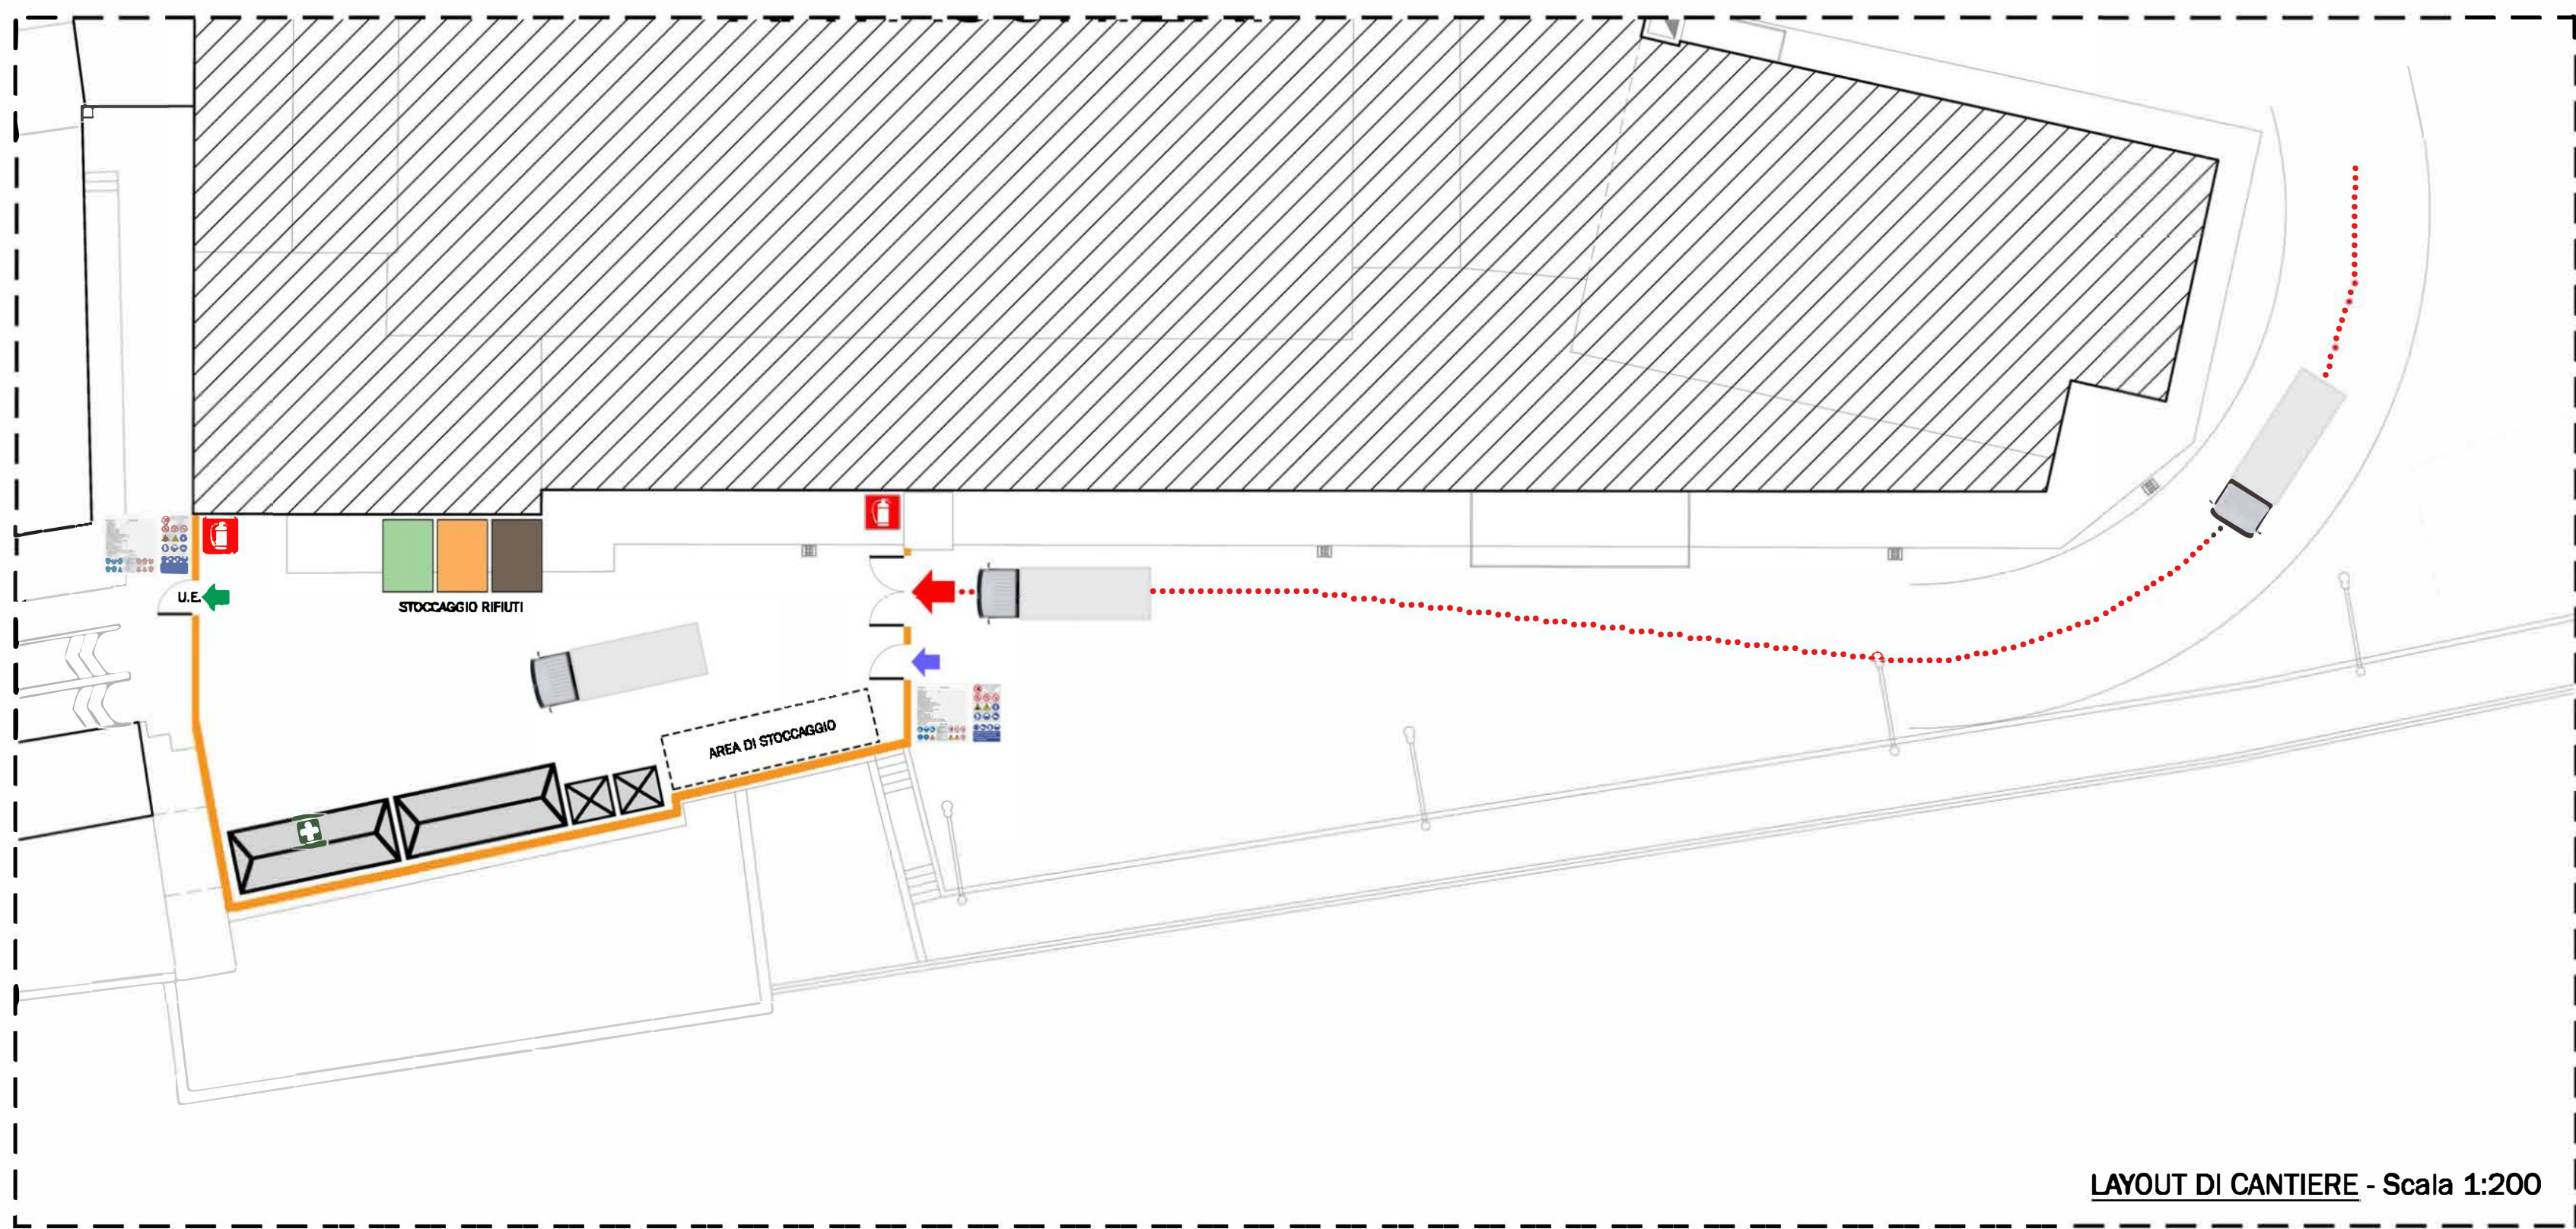 U.E.
STOCCAGGIO RIFIUTI
AREA DI STOCCAGGIO
LAYOUT DI CANTIERE - Scala 1:200